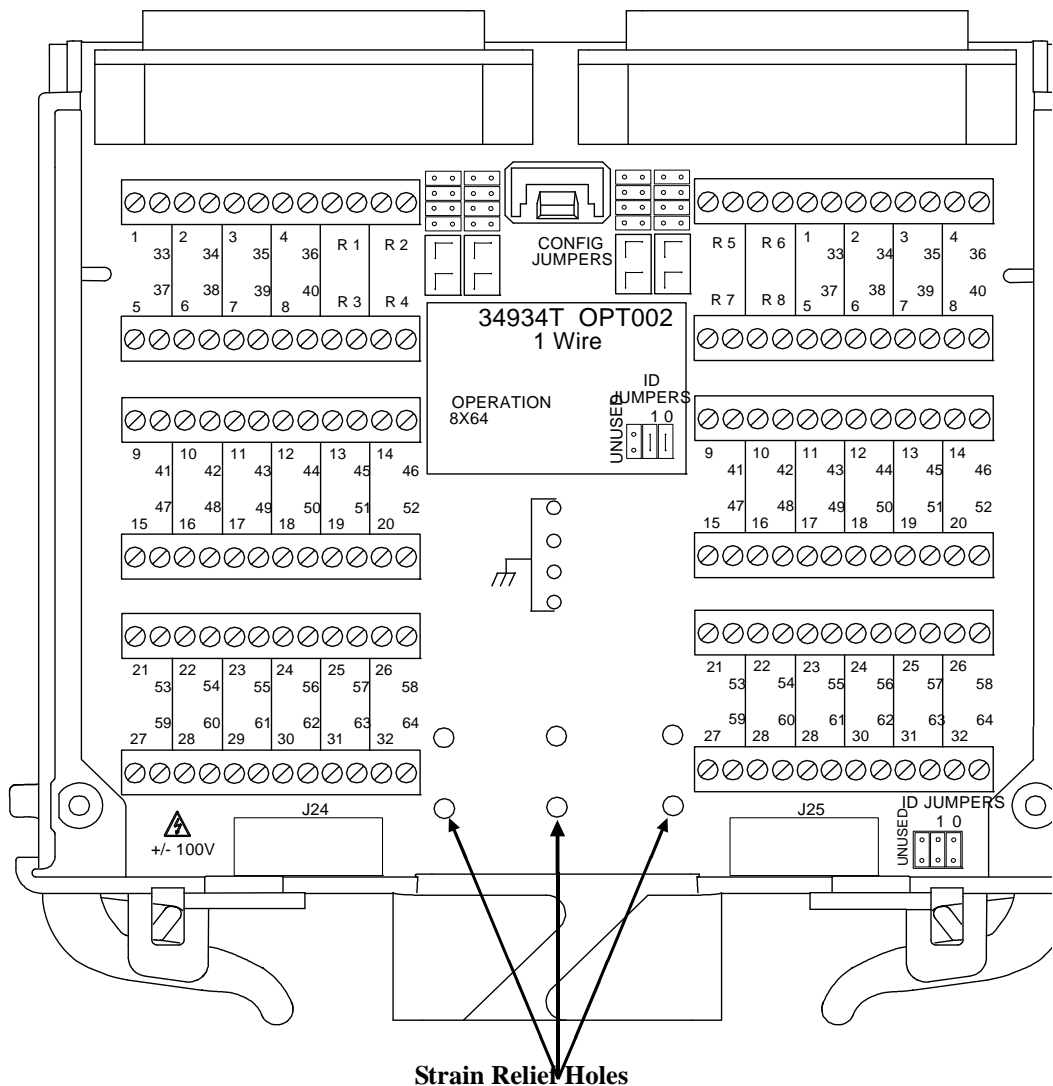 CONFIG
JUMPERS
1 2 3 4 R 1 R 2
33 34 35 36
37 38 39 40
5 6 7 8 R 3 R 4
R 5 R 6 1 2 3 4
33 34 35 36
37 38 39 40
R 7 R 8 5 6 7 8
34934T OPT002
1 Wire
OPERATION
8X64
ID
JUMPERS
UNUSED
1 0
9 10 11 12 13 14
41 42 43 44 45 46
47 48 49 50 51 52
15 16 17 18 19 20
9 10 11 12 13 14
41 42 43 44 45 46
47 48 49 50 51 52
15 16 17 18 19 20
21 22 23 24 25 26
53 54 55 56 57 58
59 60 61 62 63 64
27 28 29 30 31 32
21 22 23 24 25 26
53 54 55 56 57 58
59 60 61 62 63 64
27 28 28 30 31 32
+/- 100V
J24
J25
ID JUMPERS
UNUSED
1 0
Strain Relief Holes